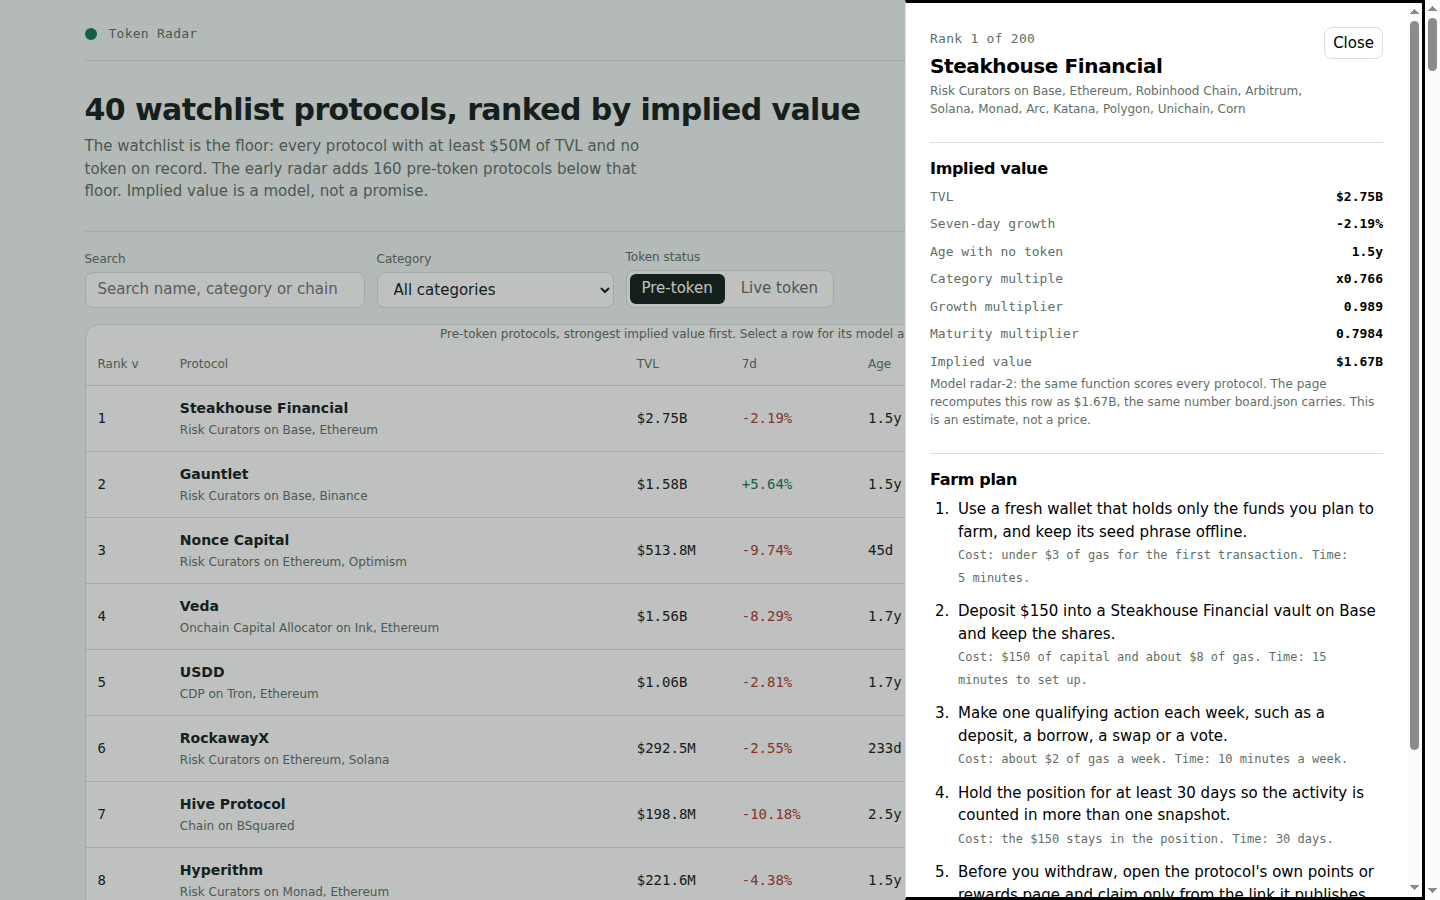 Token Radar
40 watchlist protocols, ranked by implied value
The watchlist is the floor: every protocol with at least $50M of TVL and no
token on record. The early radar adds 160 pre-token protocols below that
floor. Implied value is a model, not a promise.
Search
Category
Token status
Search name, category or chain
All categories
Pre-token
Live token
Pre-token protocols, strongest implied value first. Select a row for its model a
Rank v Protocol TVL 7d Age
1 Steakhouse Financial $2.75B -2.19% 1.5y
Risk Curators on Base, Ethereum
2 Gauntlet $1.58B +5.64% 1.5y
Risk Curators on Base, Binance
3 Nonce Capital $513.8M -9.74% 45d
Risk Curators on Ethereum, Optimism
4 Veda $1.56B -8.29% 1.7y
Onchain Capital Allocator on Ink, Ethereum
5 USDD $1.06B -2.81% 1.7y
CDP on Tron, Ethereum
6 RockawayX $292.5M -2.55% 233d
Risk Curators on Ethereum, Solana
7 Hive Protocol $198.8M -10.18% 2.5y
Chain on BSquared
8 Hyperithm $221.6M -4.38% 1.5y
Risk Curators on Monad, Ethereum
Rank 1 of 200
Close
Steakhouse Financial
Risk Curators on Base, Ethereum, Robinhood Chain, Arbitrum,
Solana, Monad, Arc, Katana, Polygon, Unichain, Corn
Implied value
TVL $2.75B
Seven-day growth -2.19%
Age with no token 1.5y
Category multiple x0.766
Growth multiplier 0.989
Maturity multiplier 0.7984
Implied value $1.67B
Model radar-2: the same function scores every protocol. The page
recomputes this row as $1.67B, the same number board.json carries. This
is an estimate, not a price.
Farm plan
1. Use a fresh wallet that holds only the funds you plan to
farm, and keep its seed phrase offline.
Cost: under $3 of gas for the first transaction. Time:
5 minutes.
2. Deposit $150 into a Steakhouse Financial vault on Base
and keep the shares.
Cost: $150 of capital and about $8 of gas. Time: 15
minutes to set up.
3. Make one qualifying action each week, such as a
deposit, a borrow, a swap or a vote.
Cost: about $2 of gas a week. Time: 10 minutes a week.
4. Hold the position for at least 30 days so the activity is
counted in more than one snapshot.
Cost: the $150 stays in the position. Time: 30 days.
5. Before you withdraw, open the protocol's own points or
rewards page and claim only from the link it publishes